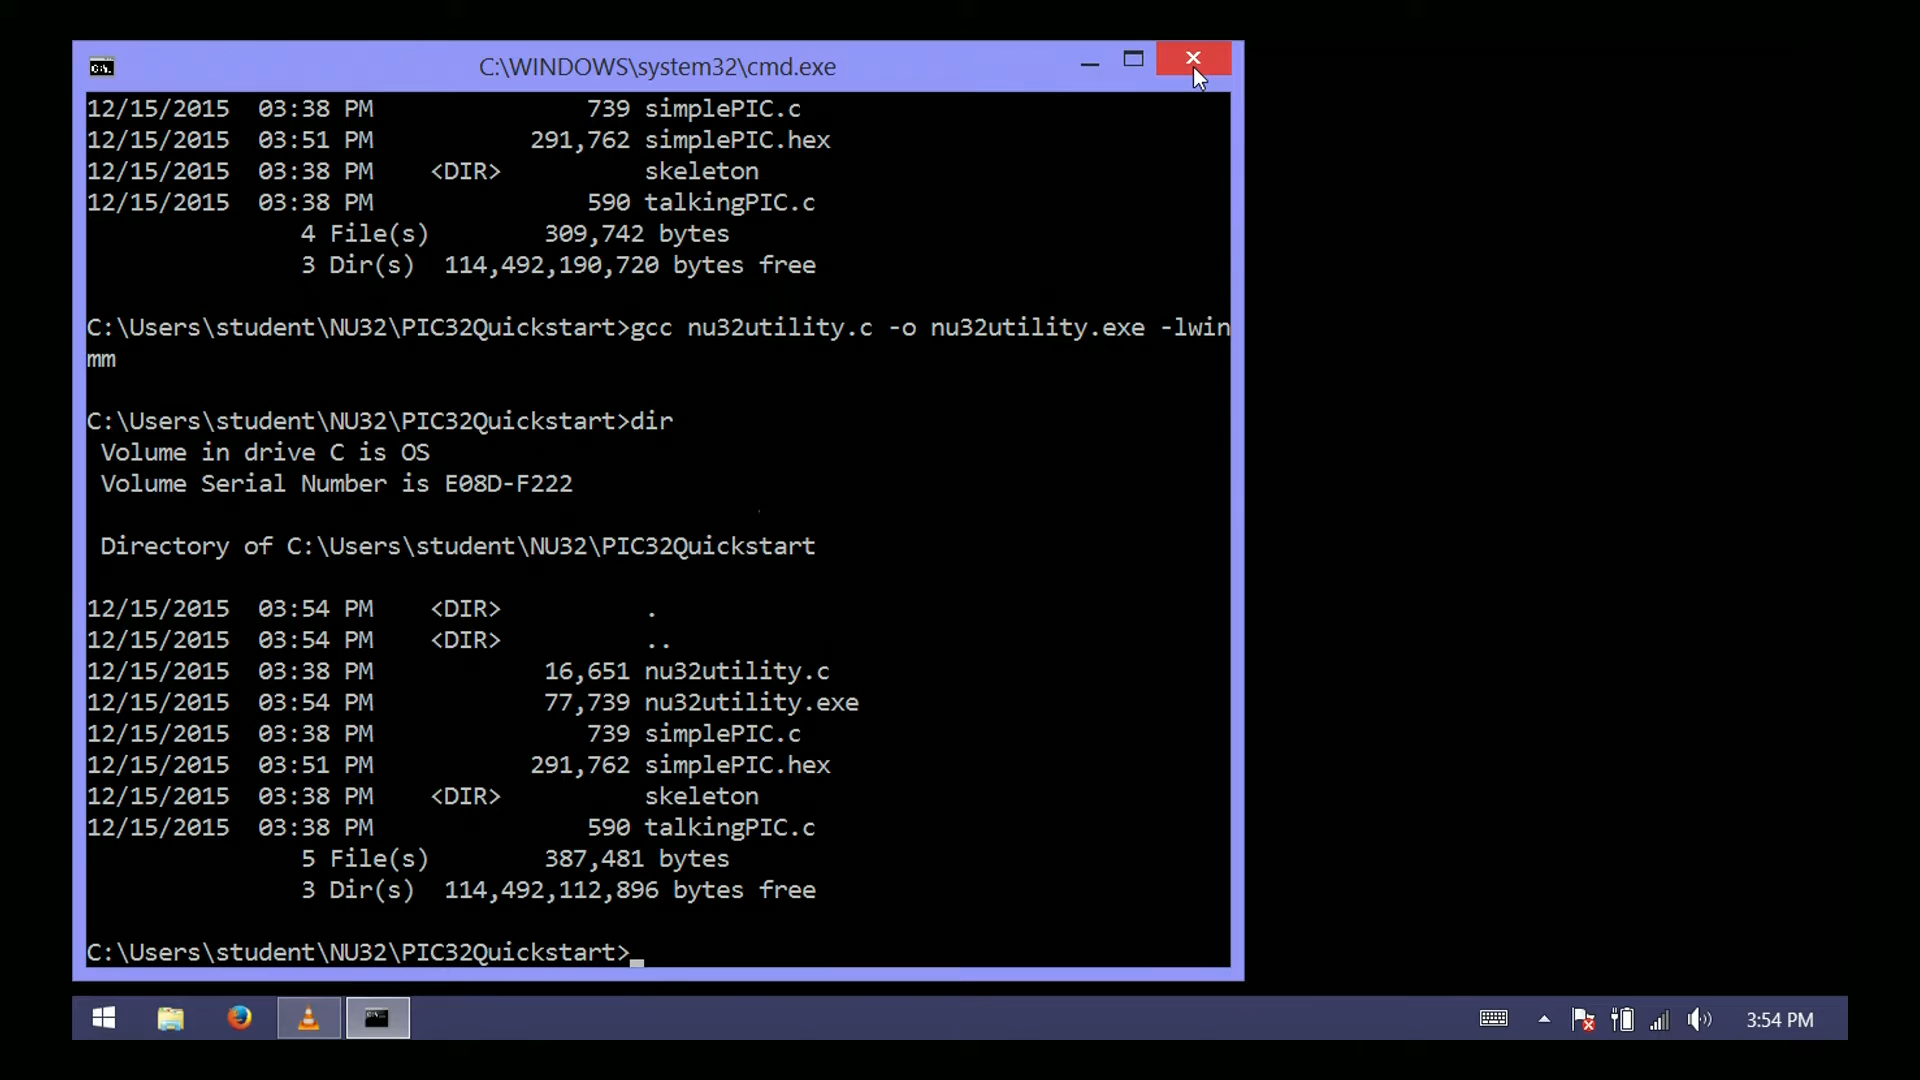 C:\WINDOWS\system32\cmd.exe
12/15/2015  03:38 PM               739 simplePIC.c
12/15/2015  03:51 PM           291,762 simplePIC.hex
12/15/2015  03:38 PM    <DIR>          skeleton
12/15/2015  03:38 PM               590 talkingPIC.c
               4 File(s)        309,742 bytes
               3 Dir(s)  114,492,190,720 bytes free
C:\Users\student\NU32\PIC32Quickstart>gcc nu32utility.c -o nu32utility.exe -lwin
mm
C:\Users\student\NU32\PIC32Quickstart>dir
 Volume in drive C is OS
 Volume Serial Number is E08D-F222
 Directory of C:\Users\student\NU32\PIC32Quickstart
12/15/2015  03:54 PM    <DIR>          .
12/15/2015  03:54 PM    <DIR>          ..
12/15/2015  03:38 PM            16,651 nu32utility.c
12/15/2015  03:54 PM            77,739 nu32utility.exe
12/15/2015  03:38 PM               739 simplePIC.c
12/15/2015  03:51 PM           291,762 simplePIC.hex
12/15/2015  03:38 PM    <DIR>          skeleton
12/15/2015  03:38 PM               590 talkingPIC.c
               5 File(s)        387,481 bytes
               3 Dir(s)  114,492,112,896 bytes free
C:\Users\student\NU32\PIC32Quickstart>
3:54 PM